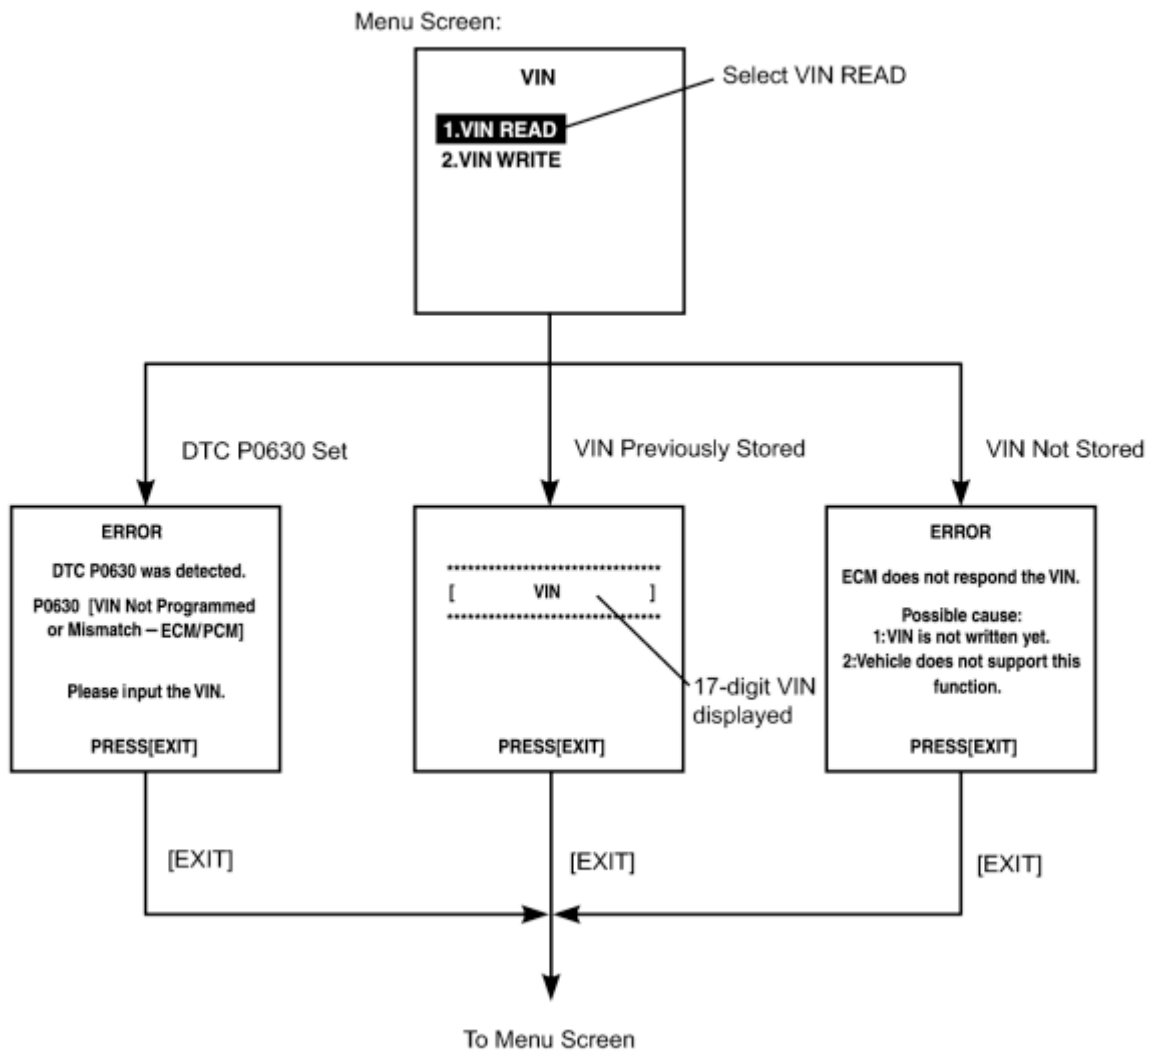 Menu Screen:
VIN
Select VIN READ
1.VIN READ
2.VIN WRITE
DTC P0630 Set
VIN Previously Stored
VIN Not Stored
ERROR
DTC P0630 was detected.
P0630 [VIN Not Programmed
or Mismatch – ECM/PCM]
Please input the VIN.
PRESS[EXIT]
*******************************
[ VIN ]
*******************************
17-digit VIN
displayed
PRESS[EXIT]
ERROR
ECM does not respond the VIN.
Possible cause:
1:VIN is not written yet.
2:Vehicle does not support this
function.
PRESS[EXIT]
[EXIT]
[EXIT]
[EXIT]
To Menu Screen